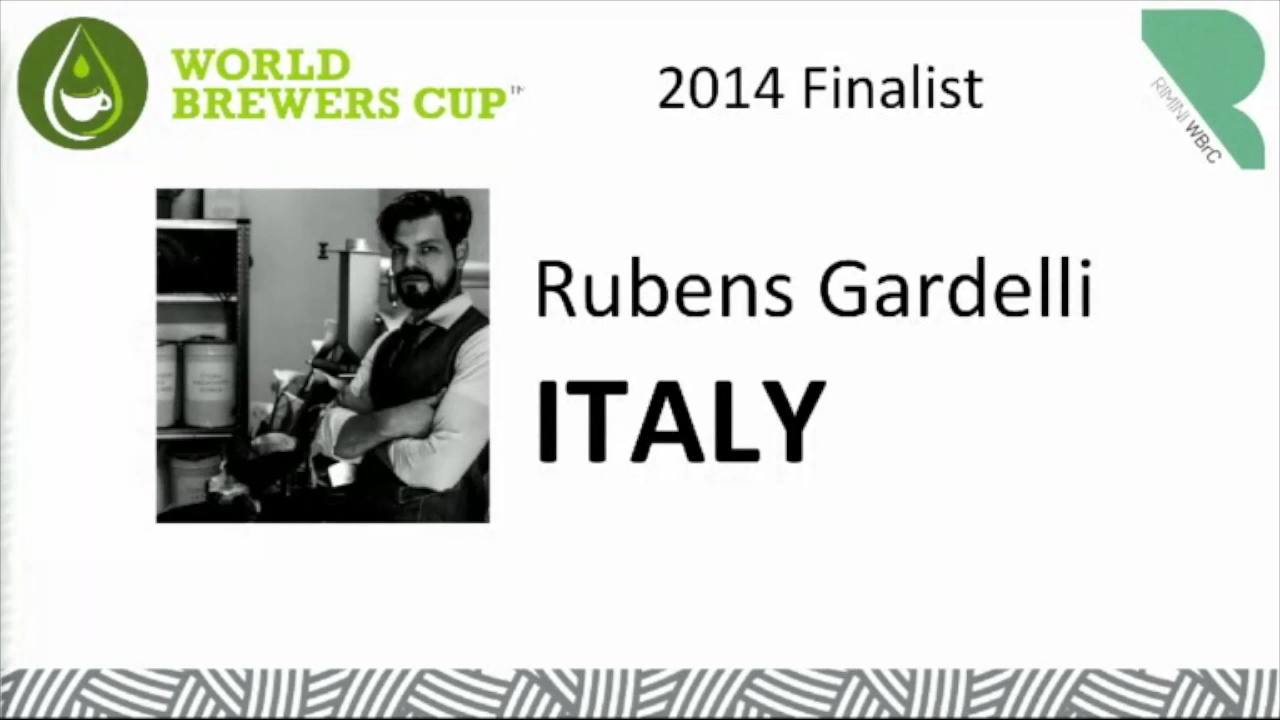 WORLD
BREWERS CUP™
2014 Finalist
RIMINI WBrC
Rubens Gardelli
ITALY